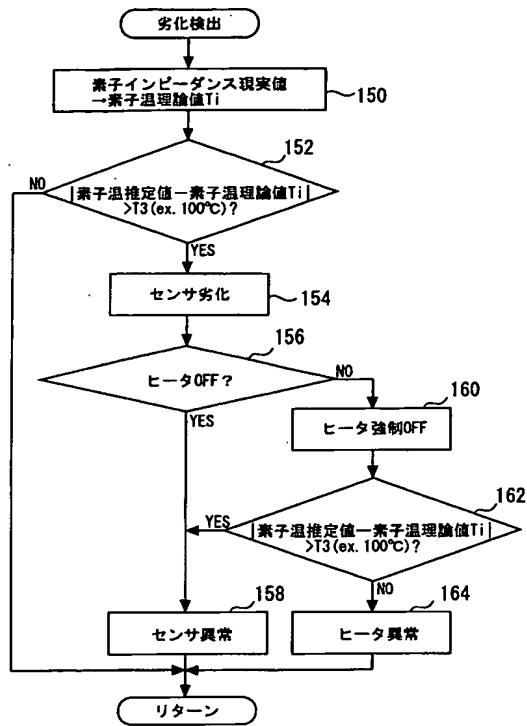 劣化検出
素子インピーダンス現実値
→素子温理論値Ti
150
152
NO
|素子温推定値ー素子温理論値Ti|
>T3(ex.100℃)?
YES
センサ劣化
154
156
ヒータOFF?
NO
160
YES
ヒータ強制OFF
162
YES
|素子温推定値ー素子温理論値Ti|
>T3(ex.100℃)?
NO
158
164
センサ異常
ヒータ異常
リターン